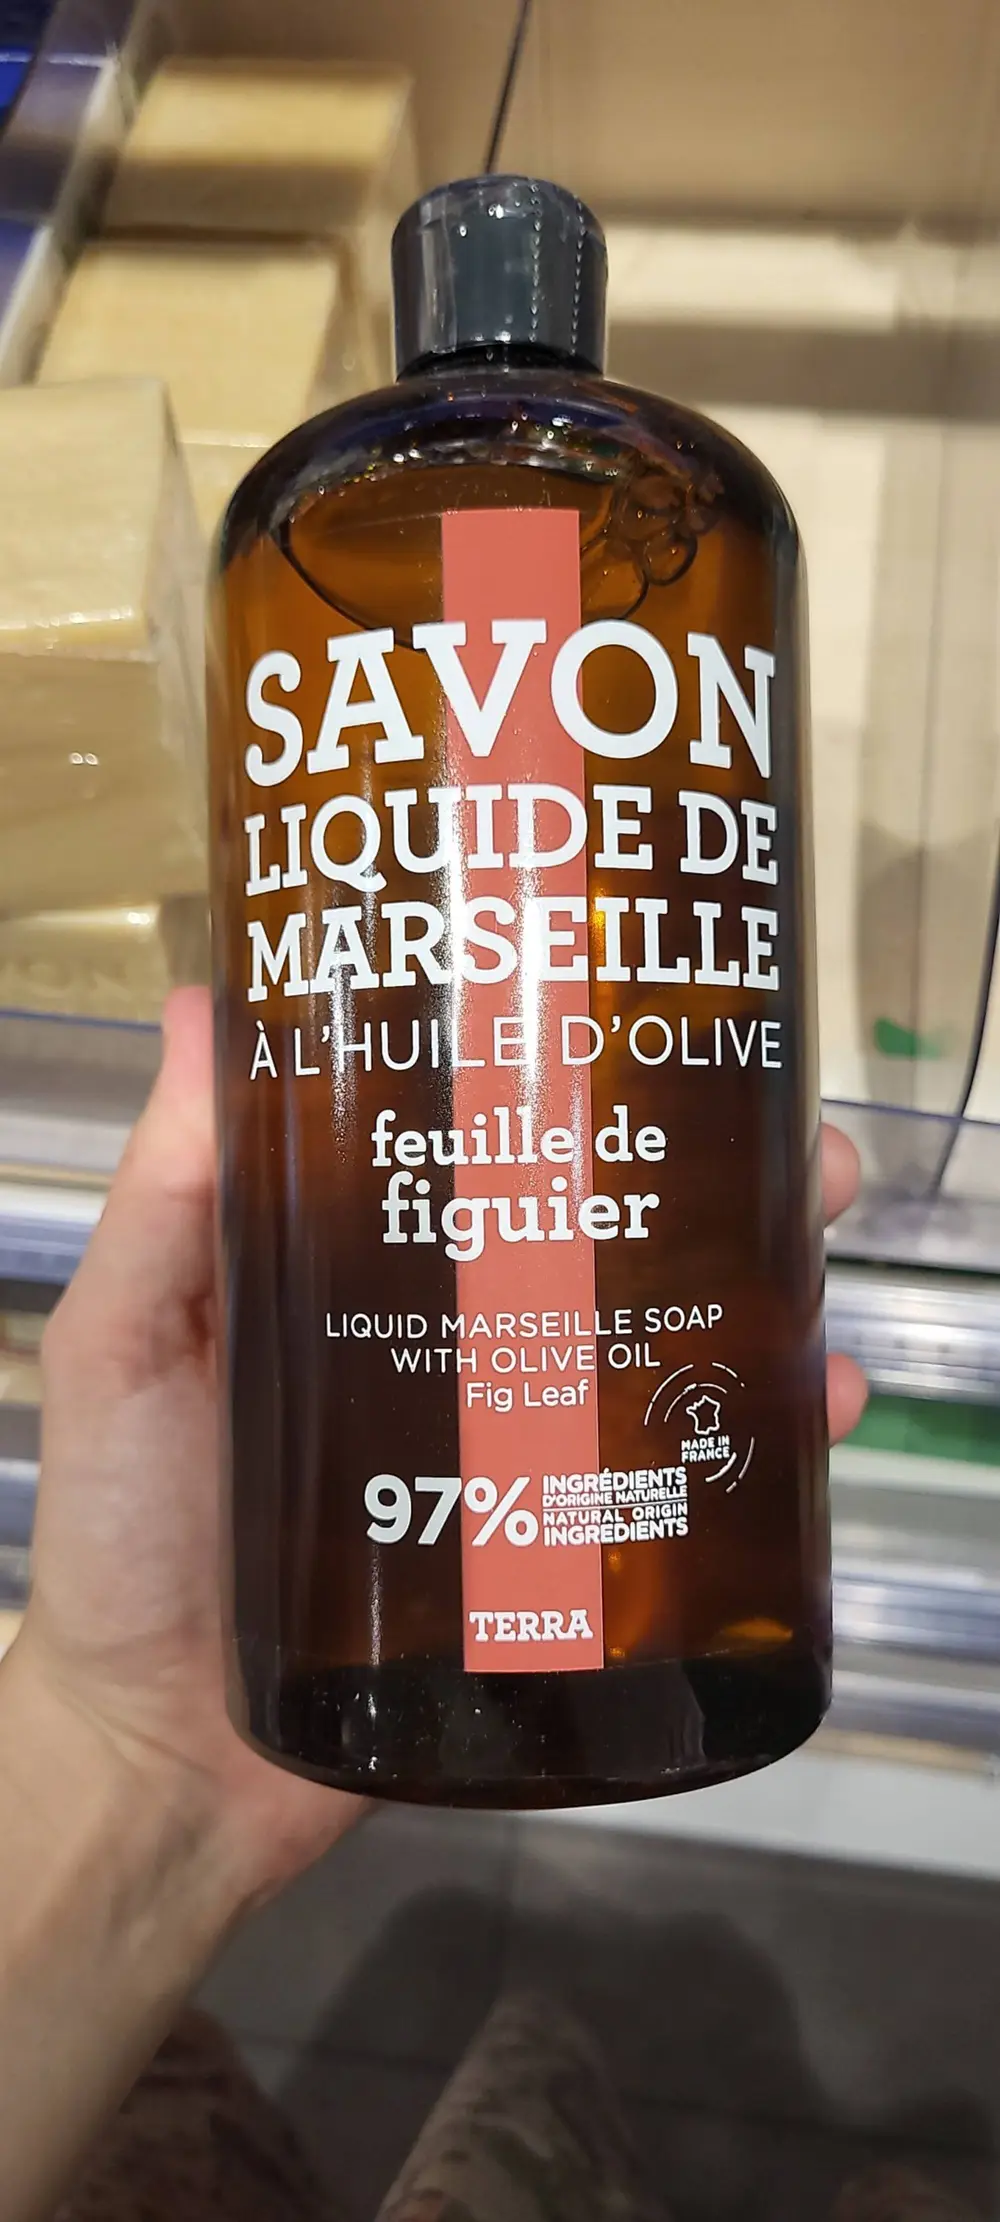 SAVON
LIQUIDE DE
MARSEILLE
À L'HUILE D'OLIVE
feuille de
figuier
LIQUID MARSEILLE SOAP
WITH OLIVE OIL
Fig Leaf
MADE IN
FRANCE
97% INGRÉDIENTS
D'ORIGINE NATURELLE
NATURAL ORIGIN
INGREDIENTS
TERRA